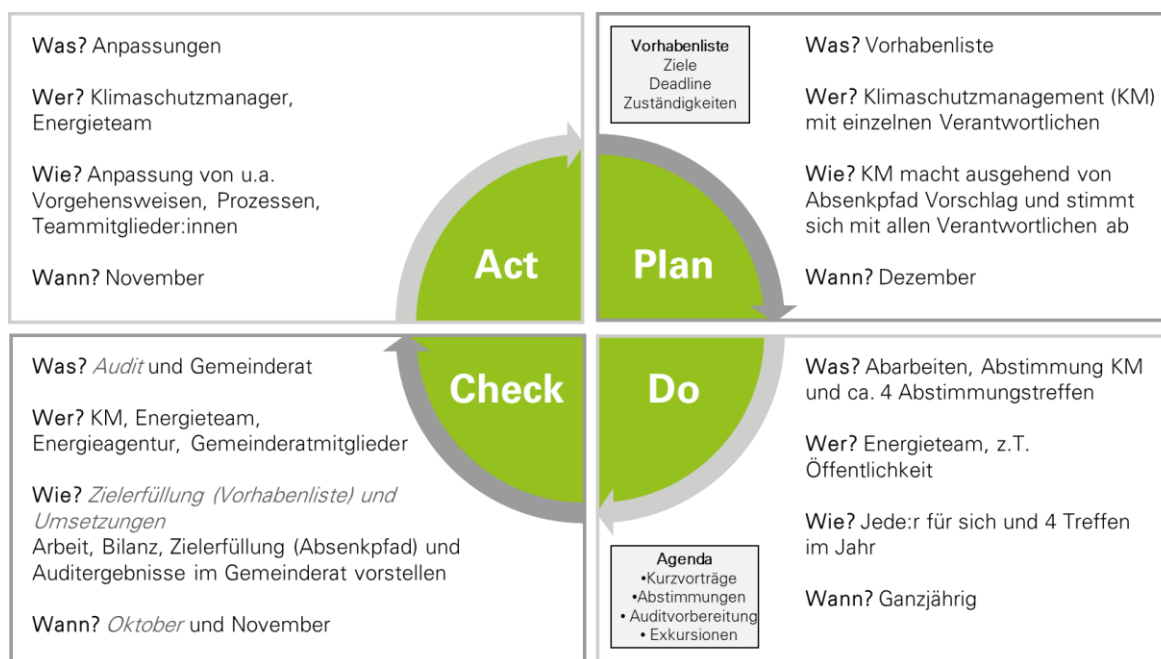 Was? Anpassungen
Wer? Klimaschutzmanager,
Energieteam
Wie? Anpassung von u.a.
Vorgehensweisen, Prozessen,
Teammitglieder:innen
Wann? November
Act
Vorhabenliste
Ziele
Deadline
Zuständigkeiten
Was? Vorhabenliste
Wer? Klimaschutzmanagement (KM)
mit einzelnen Verantwortlichen
Wie? KM macht ausgehend von
Absenkpfad Vorschlag und stimmt
sich mit allen Verantwortlichen ab
Wann? Dezember
Plan
Was? Audit und Gemeinderat
Wer? KM, Energieteam,
Energieagentur, Gemeinderatmitglieder
Wie? Zielerfüllung (Vorhabenliste) und
Umsetzungen
Arbeit, Bilanz, Zielerfüllung (Absenkpfad) und
Auditergebnisse im Gemeinderat vorstellen
Wann? Oktober und November
Check
Do
Was? Abarbeiten, Abstimmung KM
und ca. 4 Abstimmungstreffen
Wer? Energieteam, z.T.
Öffentlichkeit
Wie? Jede:r für sich und 4 Treffen
im Jahr
Wann? Ganzjährig
Agenda
•Kurzvorträge
•Abstimmungen
• Auditvorbereitung
• Exkursionen